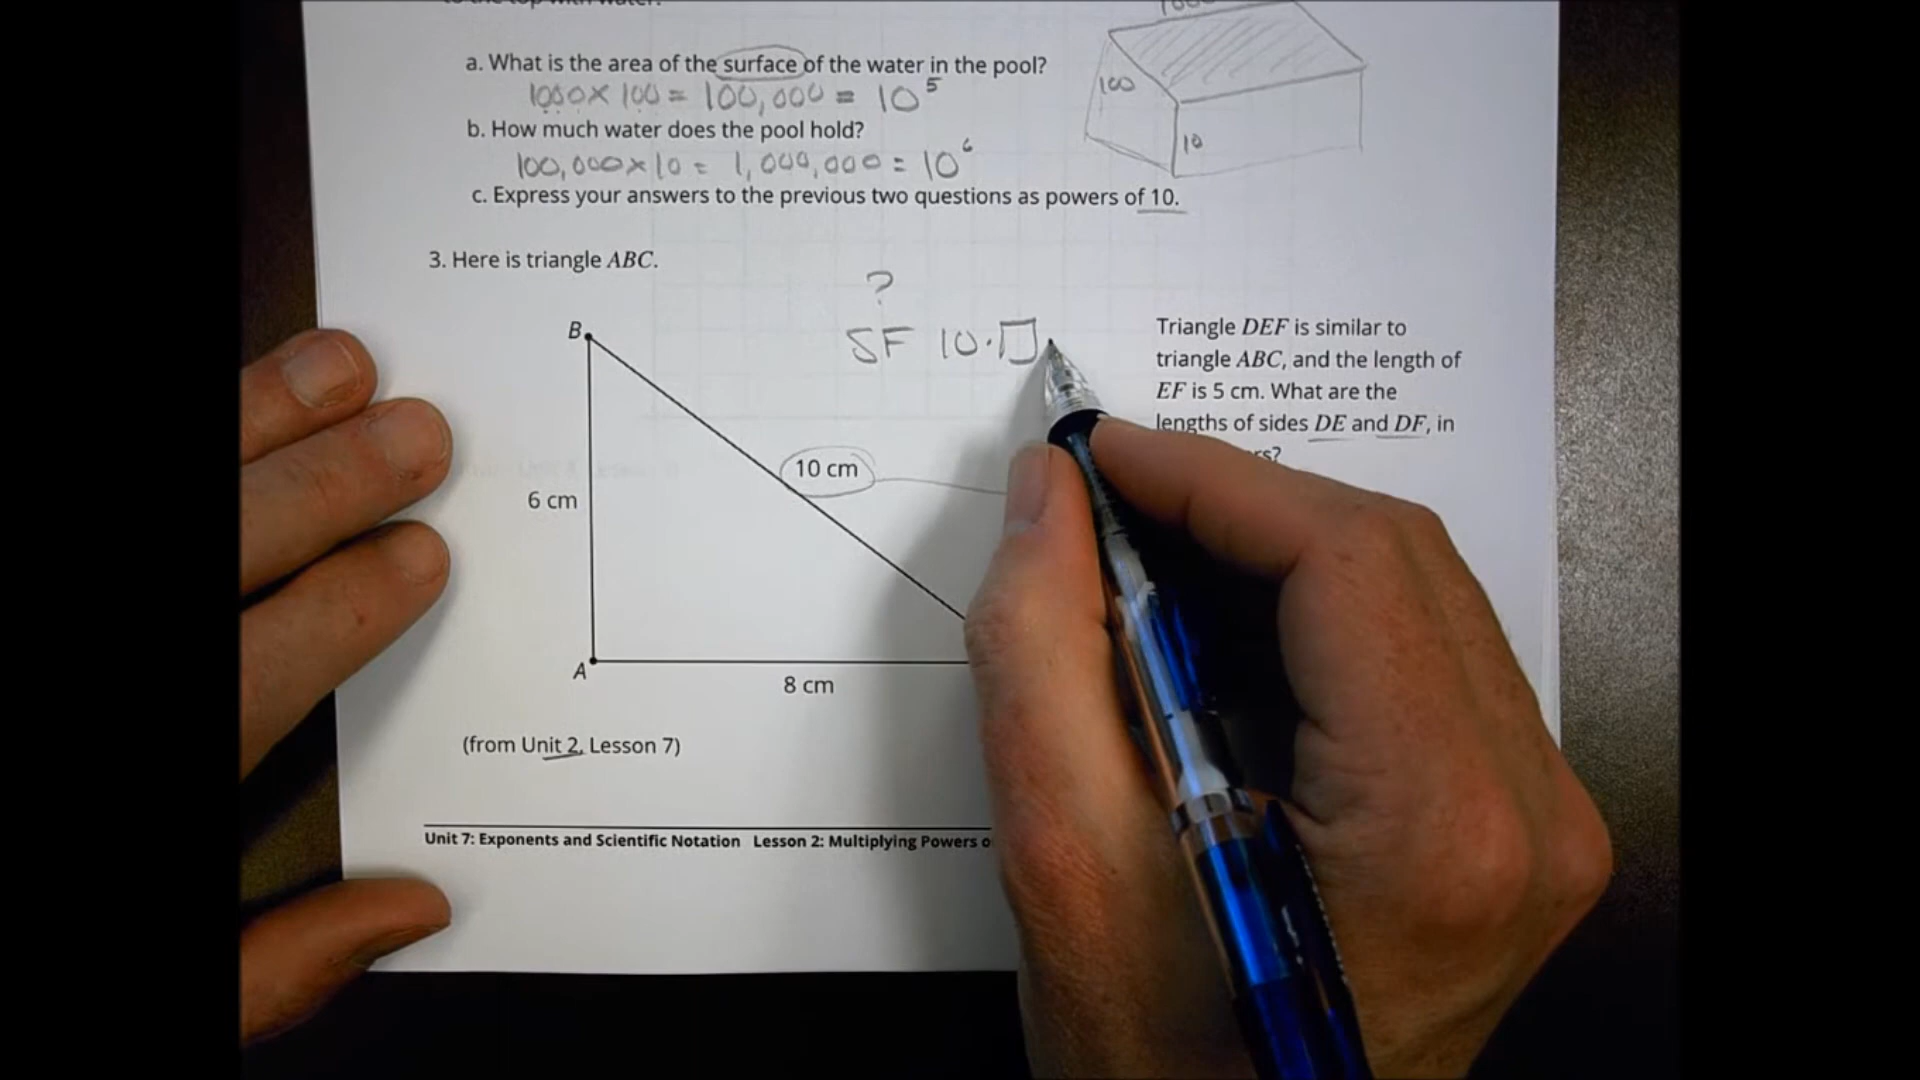 a. What is the area of the surface of the water in the pool?
1000 × 100 = 100,000 = 10⁵
100
b. How much water does the pool hold?
10
100,000 × 10 = 1,000,000 = 10⁶
c. Express your answers to the previous two questions as powers of 10.
3. Here is triangle ABC.
?
SF 10·□
B
10 cm
6 cm
A
8 cm
Triangle DEF is similar to
triangle ABC, and the length of
EF is 5 cm. What are the
lengths of sides DE and DF, in
(from Unit 2, Lesson 7)
Unit 7: Exponents and Scientific Notation Lesson 2: Multiplying Powers